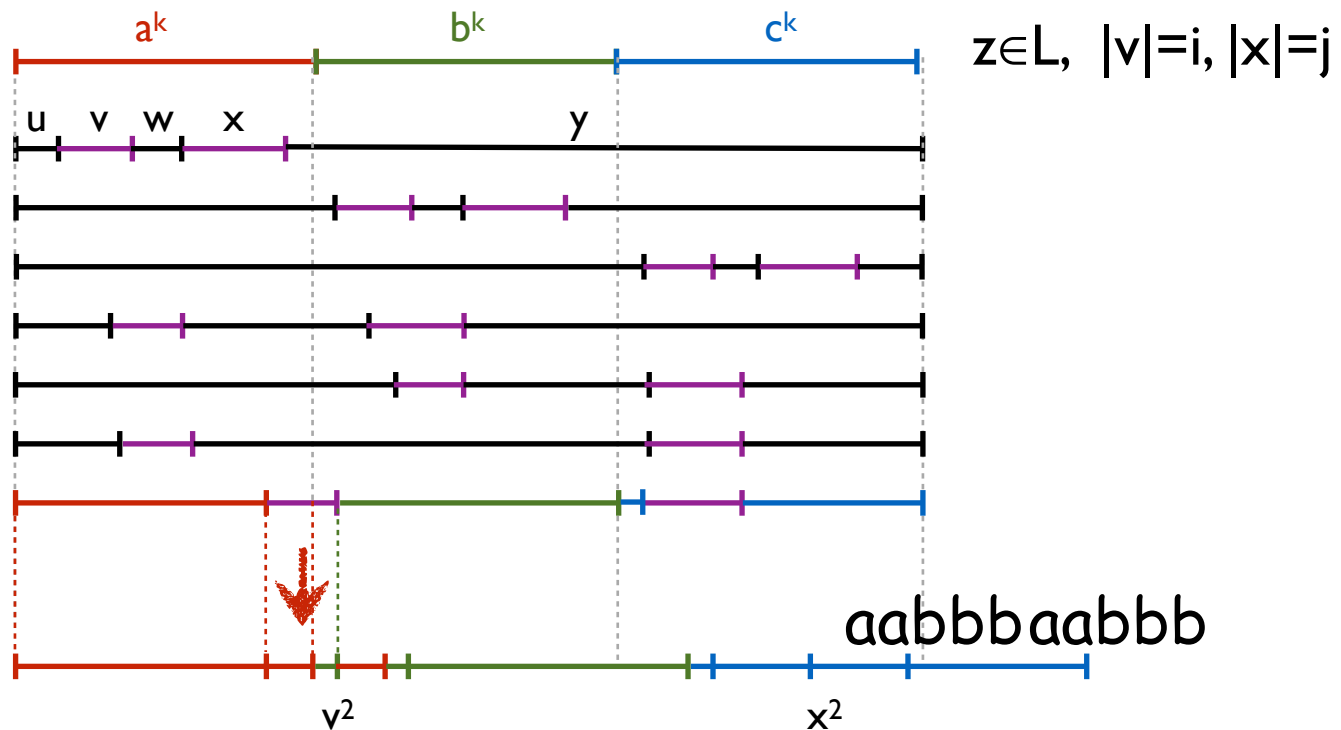 aᵏ bᵏ cᵏ z∈L, |v|=i, |x|=j
u v w x y
aabbbaabbb
v² x²